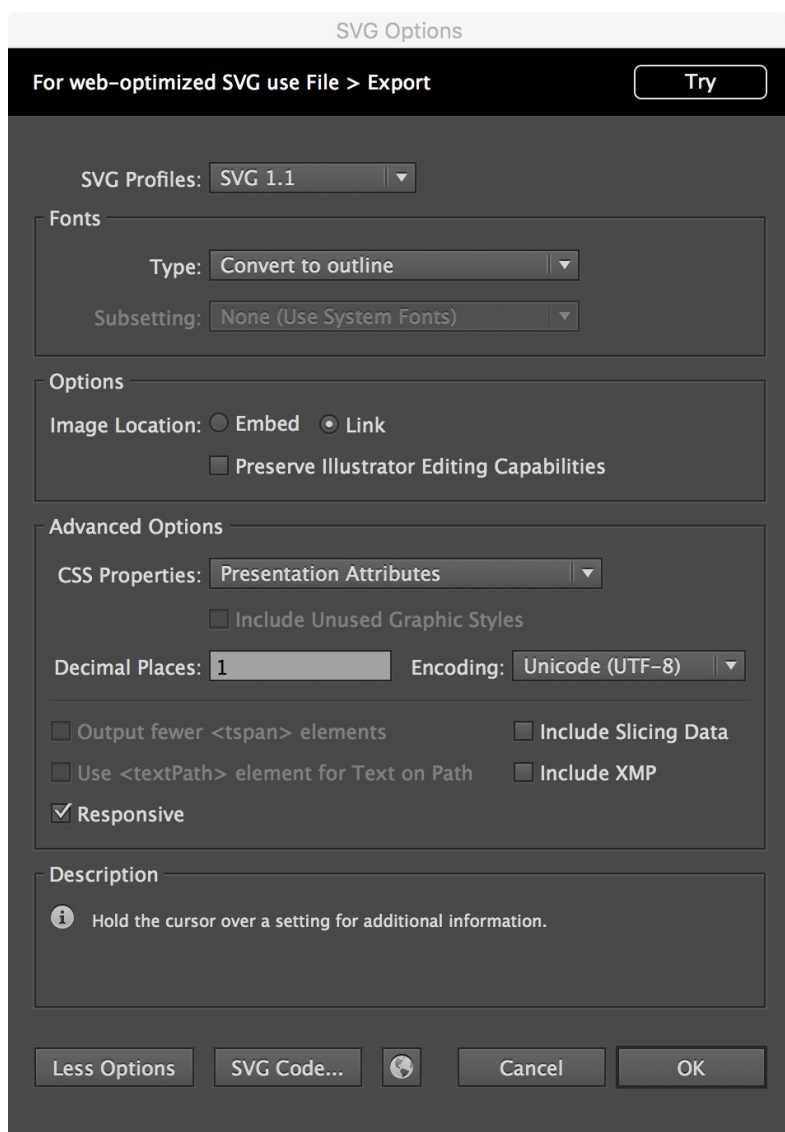 SVG Options
For web-optimized SVG use File > Export Try
SVG Profiles: SVG 1.1
Fonts
Type: Convert to outline
Subsetting: None (Use System Fonts)
Options
Image Location: Embed Link
Preserve Illustrator Editing Capabilities
Advanced Options
CSS Properties: Presentation Attributes
Include Unused Graphic Styles
Decimal Places: 1 Encoding: Unicode (UTF-8)
Output fewer <tspan> elements Include Slicing Data
Use <textPath> element for Text on Path Include XMP
Responsive
Description
Hold the cursor over a setting for additional information.
Less Options SVG Code... Cancel OK